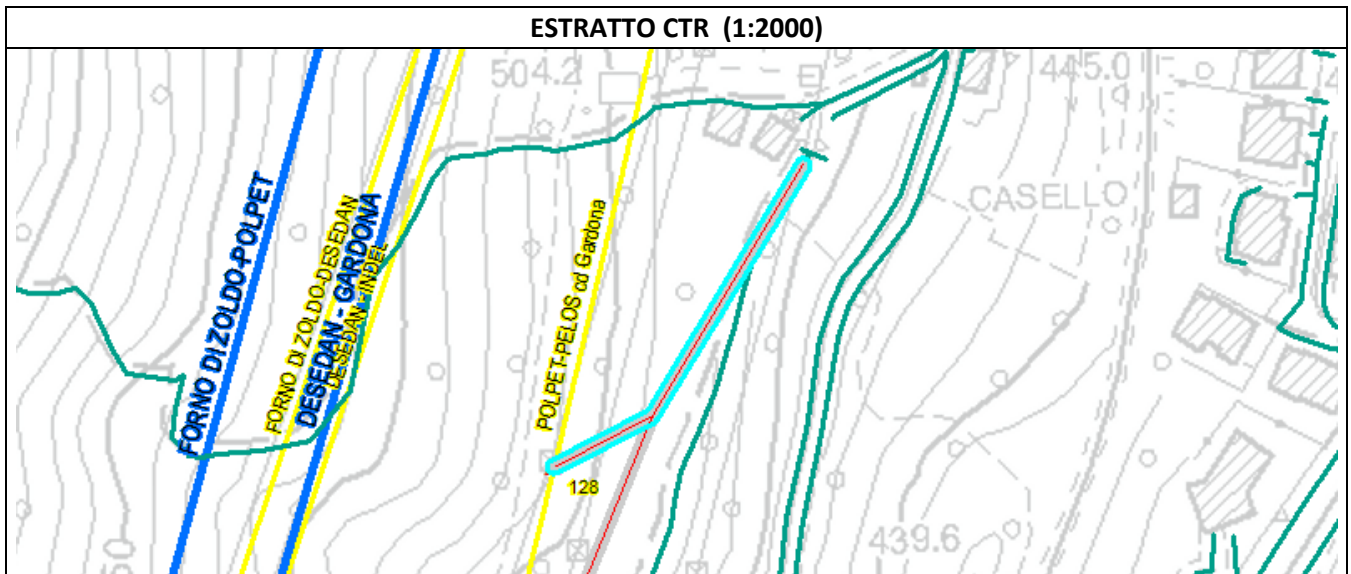 ESTRATTO CTR (1:2000)
504.2
445.0
CASELLO
FORNO DI ZOLDO-POLPET
FORNO DI ZOLDO-DESEDAN
DESEDAN - GARDONA
DESEDAN-INDEL
POLPET-PELOS cd Gardona
128
439.6